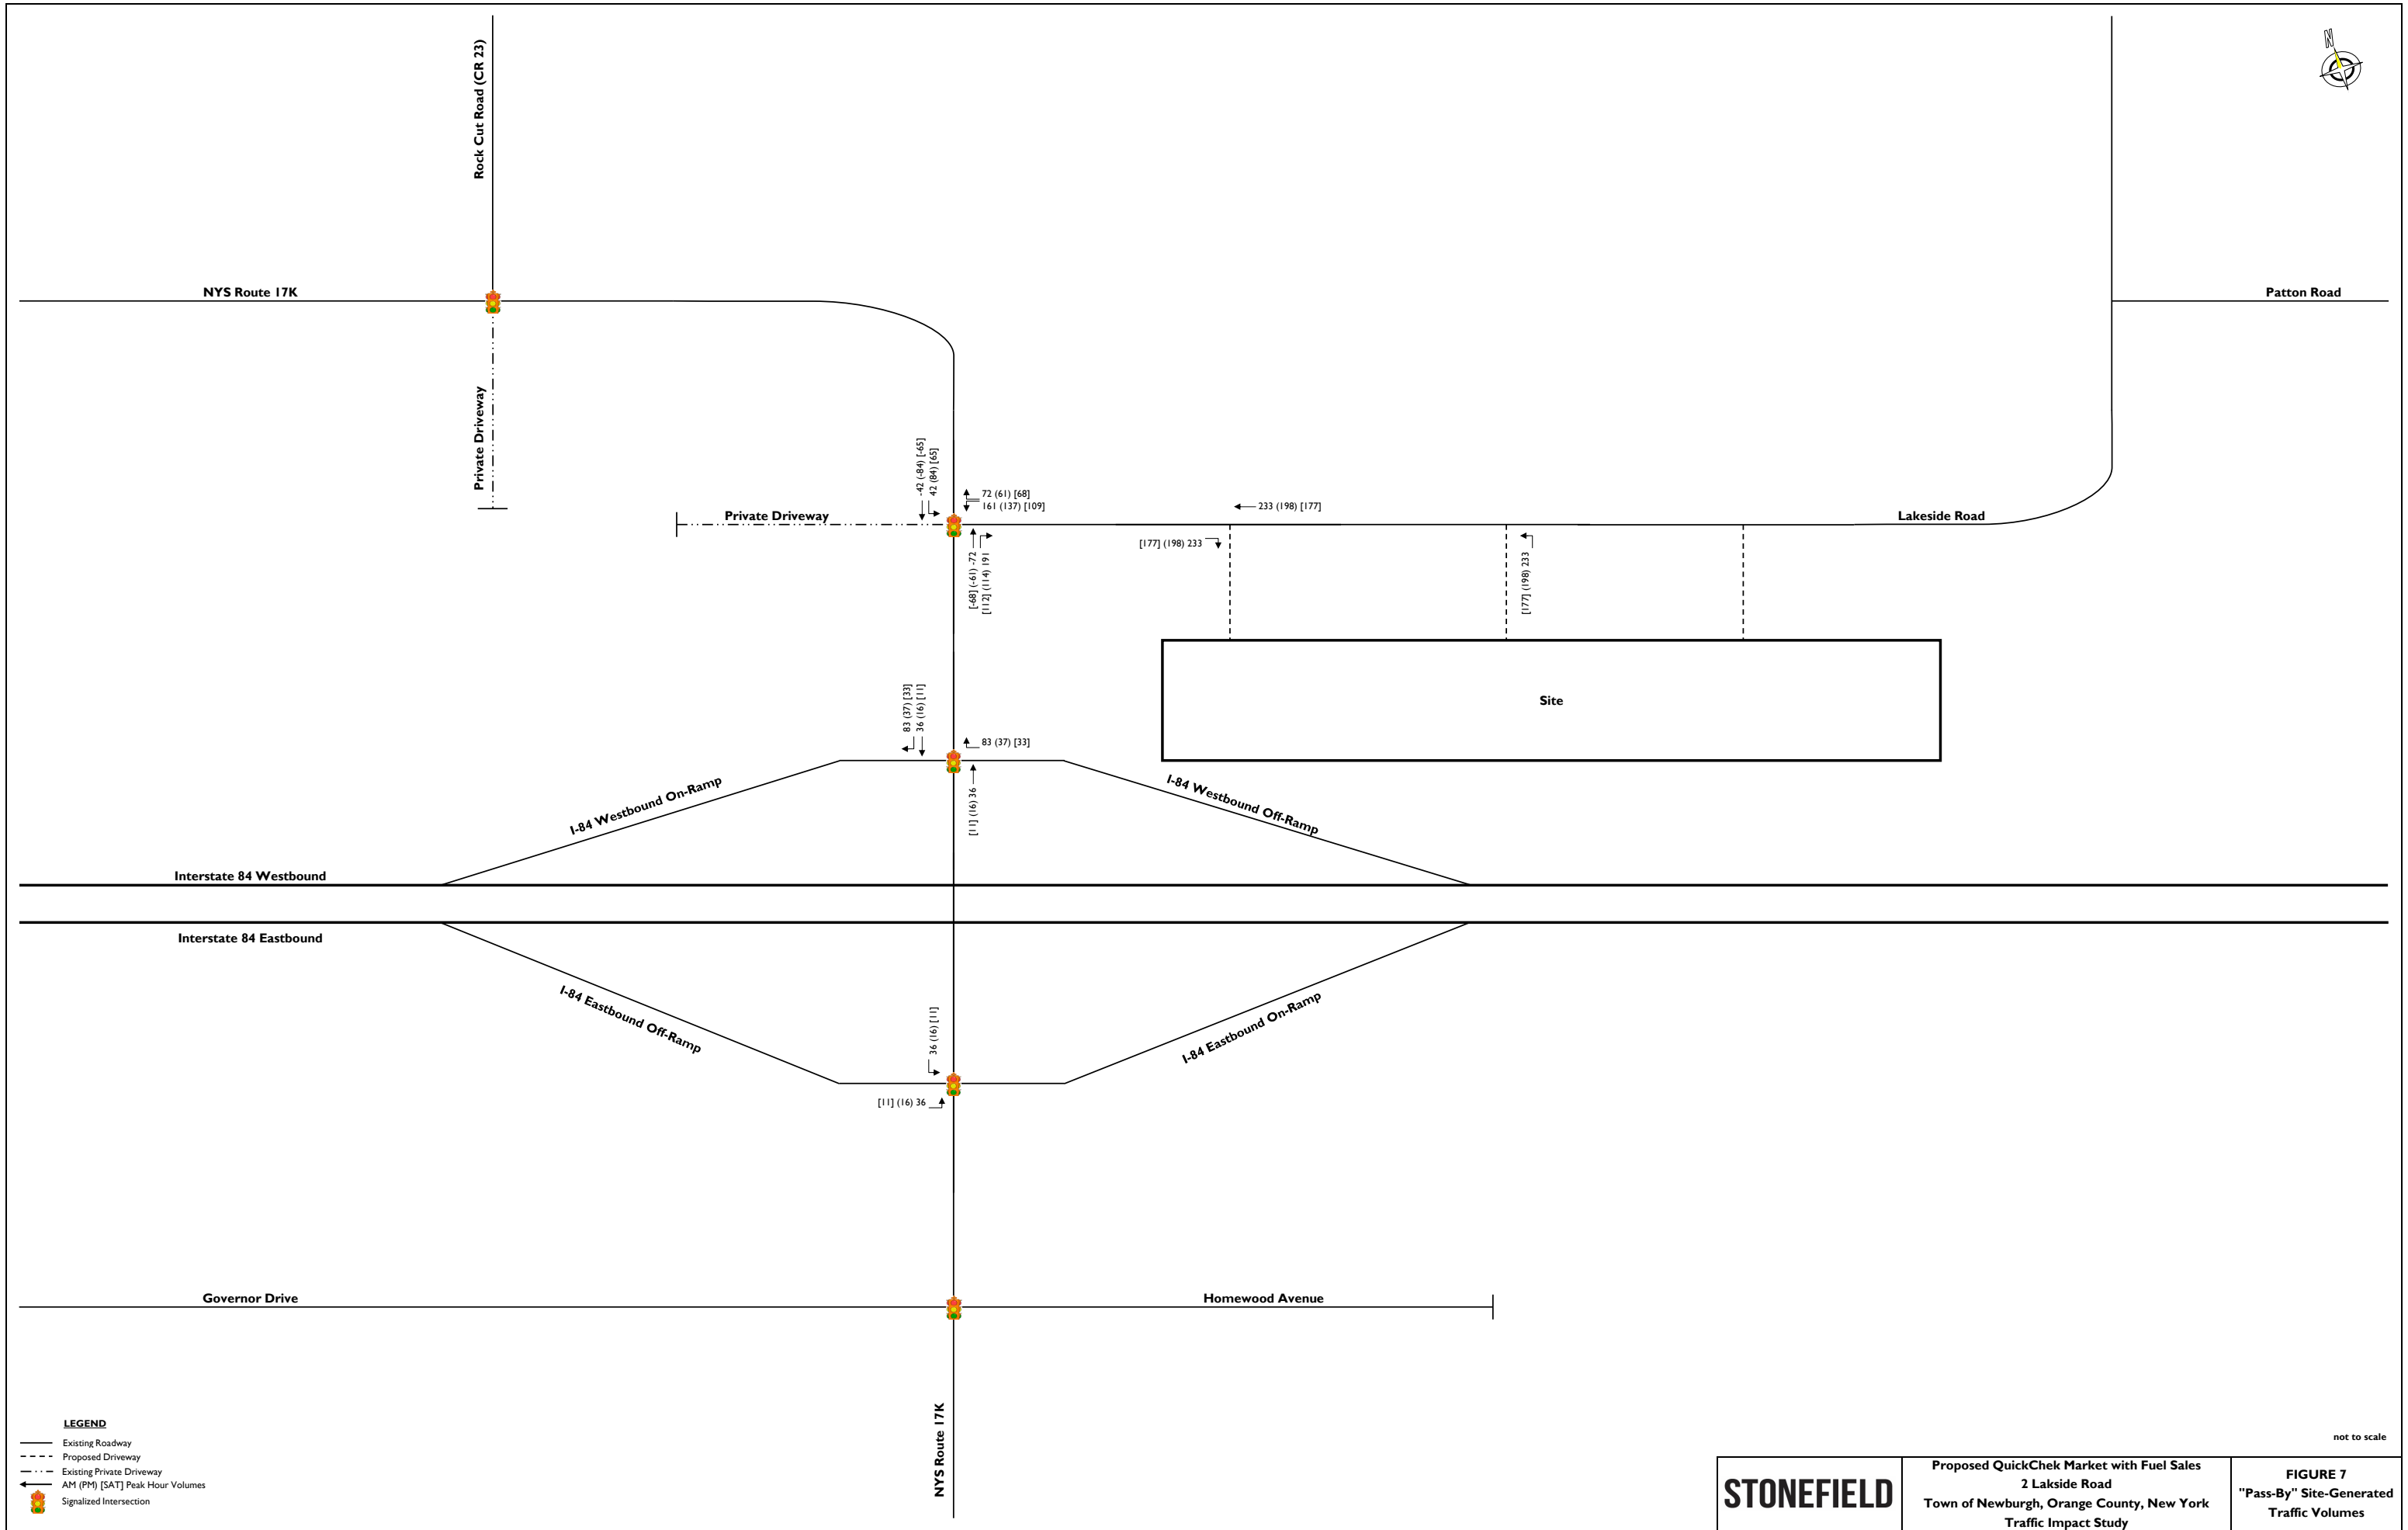 N
Rock Cut Road (CR 23)
NYS Route 17K
Patton Road
Private Driveway
-42 (-84) [-65]
42 (84) [65]
72 (61) [68]
161 (137) [109]
233 (198) [177]
Private Driveway
Lakeside Road
[177] (198) 233
[-68] (-61) -72
[112] (114) 191
[177] (198) 233
Site
83 (37) [33]
36 (16) [11]
83 (37) [33]
[11] (16) 36
I-84 Westbound On-Ramp
I-84 Westbound Off-Ramp
Interstate 84 Westbound
Interstate 84 Eastbound
I-84 Eastbound Off-Ramp
I-84 Eastbound On-Ramp
36 (16) [11]
[11] (16) 36
Governor Drive
Homewood Avenue
NYS Route 17K
LEGEND
Existing Roadway
Proposed Driveway
Existing Private Driveway
AM (PM) [SAT] Peak Hour Volumes
Signalized Intersection
not to scale
STONEFIELD
Proposed QuickChek Market with Fuel Sales
2 Lakside Road
Town of Newburgh, Orange County, New York
Traffic Impact Study
FIGURE 7
"Pass-By" Site-Generated
Traffic Volumes